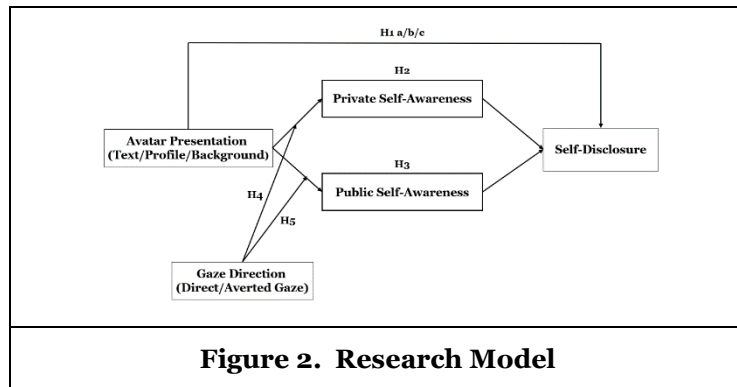 H1 a/b/c
H2
Private Self-Awareness
Avatar Presentation
(Text/Profile/Background)
Self-Disclosure
H3
Public Self-Awareness
H4
H5
Gaze Direction
(Direct/Averted Gaze)
Figure 2. Research Model